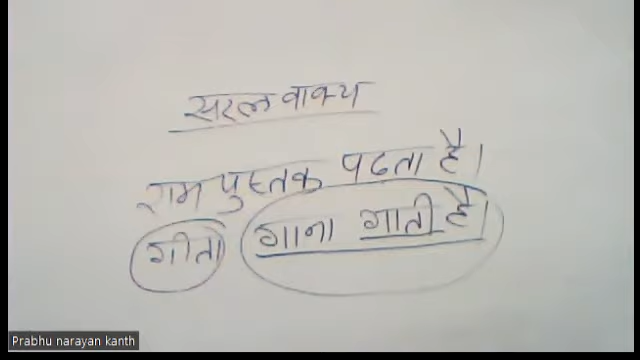 सरल वाक्य
राम पुस्तक पढता है।
गीता गाना गाती है।
Prabhu narayan kanth